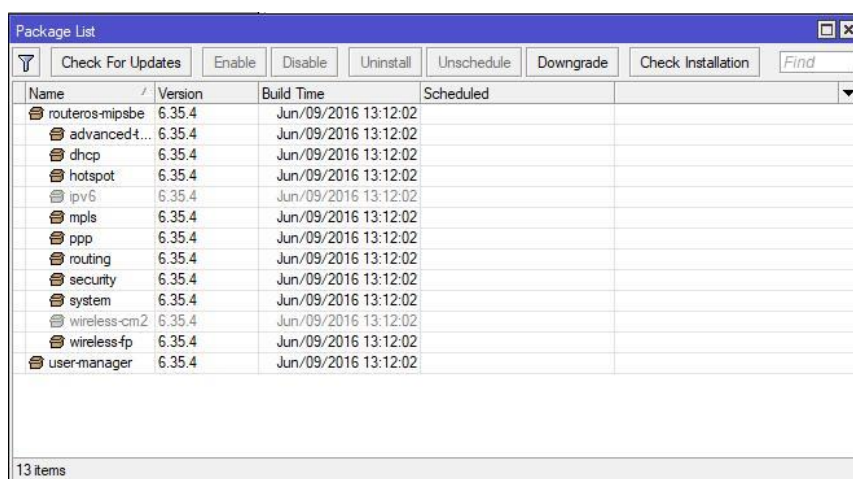 Package List
Check For Updates Enable Disable Uninstall Unschedule Downgrade Check Installation Find
Name / Version Build Time Scheduled
routeros-mipsbe 6.35.4 Jun/09/2016 13:12:02
advanced-t... 6.35.4 Jun/09/2016 13:12:02
dhcp 6.35.4 Jun/09/2016 13:12:02
hotspot 6.35.4 Jun/09/2016 13:12:02
ipv6 6.35.4 Jun/09/2016 13:12:02
mpls 6.35.4 Jun/09/2016 13:12:02
ppp 6.35.4 Jun/09/2016 13:12:02
routing 6.35.4 Jun/09/2016 13:12:02
security 6.35.4 Jun/09/2016 13:12:02
system 6.35.4 Jun/09/2016 13:12:02
wireless-cm2 6.35.4 Jun/09/2016 13:12:02
wireless-fp 6.35.4 Jun/09/2016 13:12:02
user-manager 6.35.4 Jun/09/2016 13:12:02
13 items